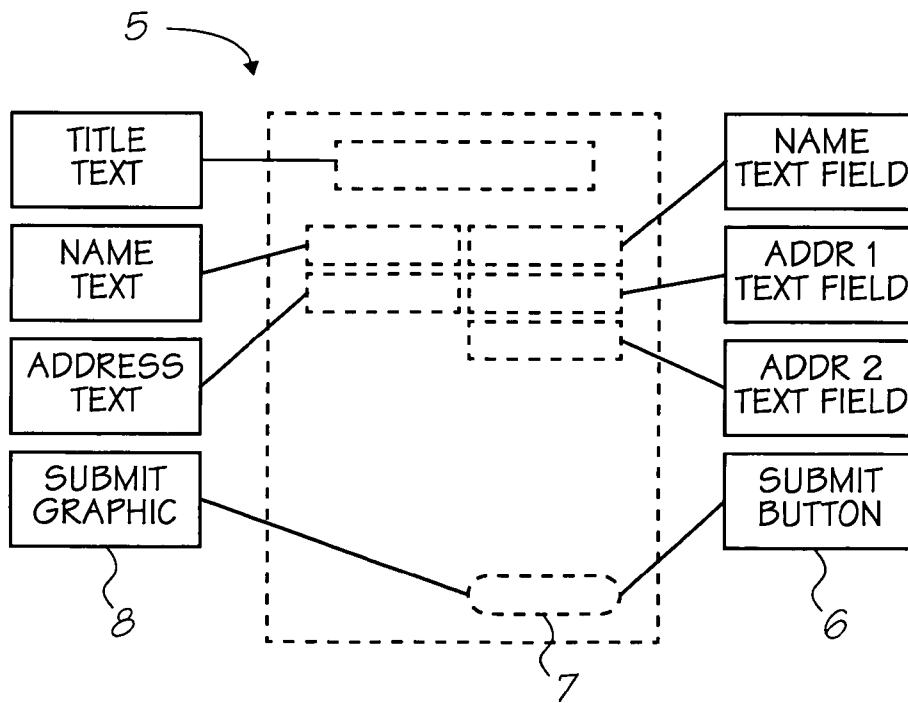 5
TITLE
TEXT
NAME
TEXT
ADDRESS
TEXT
SUBMIT
GRAPHIC
8
NAME
TEXT FIELD
ADDR 1
TEXT FIELD
ADDR 2
TEXT FIELD
SUBMIT
BUTTON
6
7